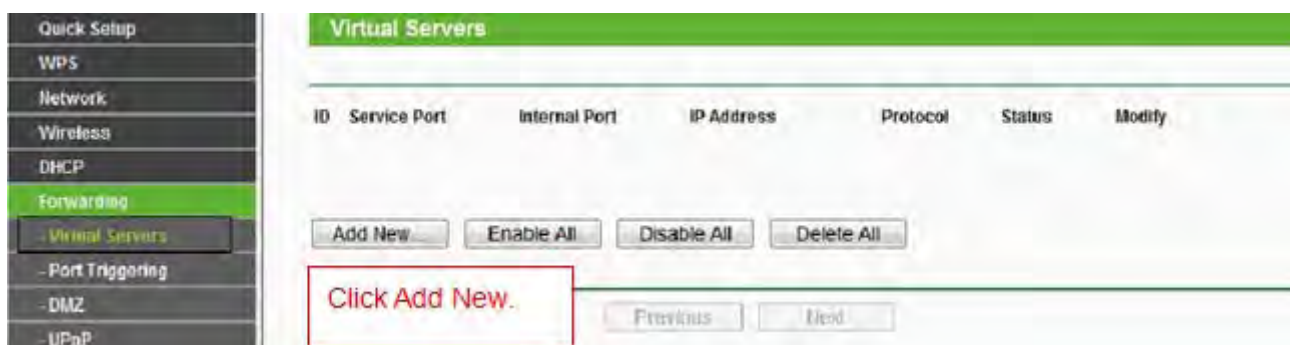 Quick Setup
WPS
Network
Wireless
DHCP
Forwarding
- Virtual Servers
- Port Triggering
- DMZ
- UPnP
Virtual Servers
ID Service Port Internal Port IP Address Protocol Status Modify
Add New... Enable All Disable All Delete All
Click Add New.
Previous Next